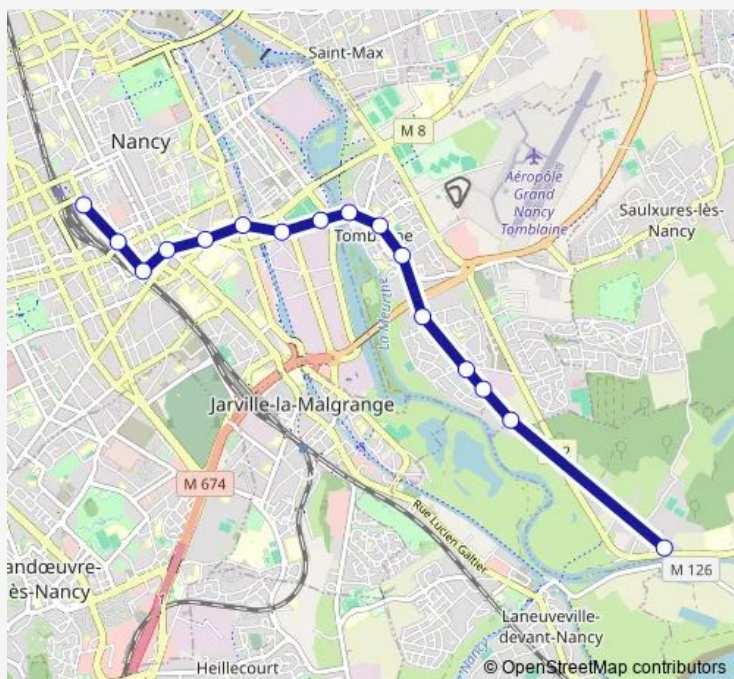 Saint-Max
Nancy
M 8
Aéropôle
Grand
Nancy
Tomblaine
Saulxures-lès-
Nancy
La Meurthe
Jarville-la-Malgrange
2
M 674
Rue Lucien Galtier
M 126
andœuvre-
ès-Nancy
Laneuveville-
devant-Nancy
Heillecourt
© OpenStreetMap contributors